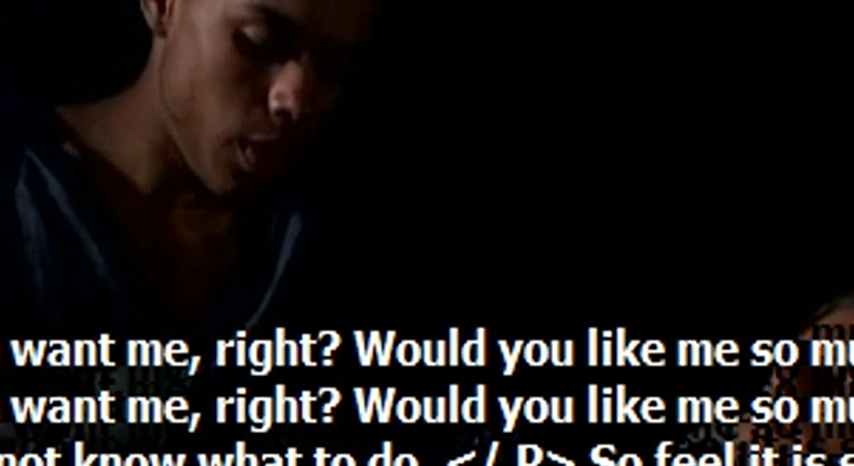 want me, right? Would you like me so
want me, right? Would you like me so
not know what to do. </ P> So feel it is